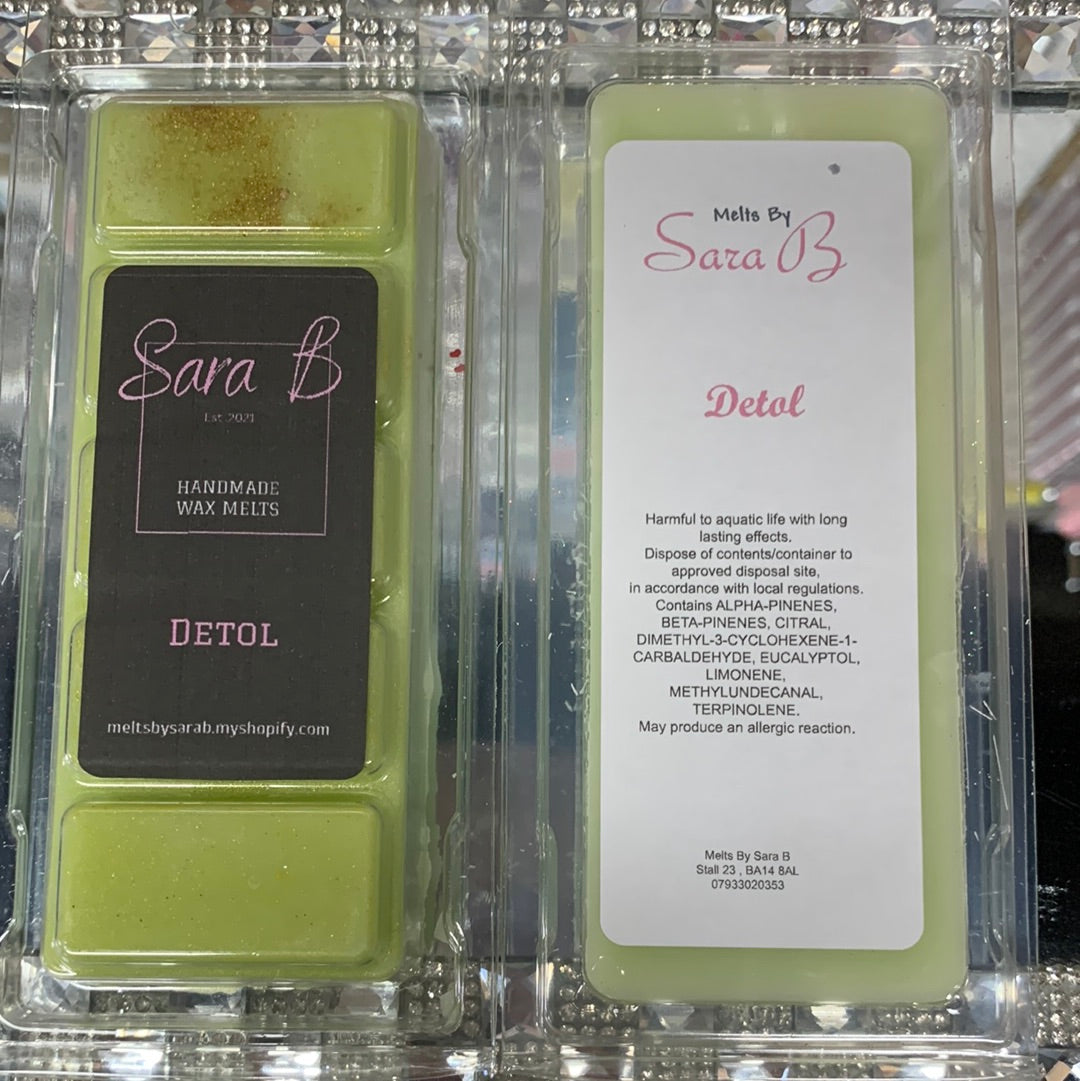 Sara B
Est 2021
HANDMADE
WAX MELTS
DETOL
meltsbysarab.myshopify.com
Melts By
Sara B
Detol
Harmful to aquatic life with long
lasting effects.
Dispose of contents/container to
approved disposal site,
in accordance with local regulations.
Contains ALPHA-PINENES,
BETA-PINENES, CITRAL,
DIMETHYL-3-CYCLOHEXENE-1-
CARBALDEHYDE, EUCALYPTOL,
LIMONENE,
METHYLUNDECANAL,
TERPINOLENE.
May produce an allergic reaction.
Melts By Sara B
Stall 23 , BA14 8AL
07933020353